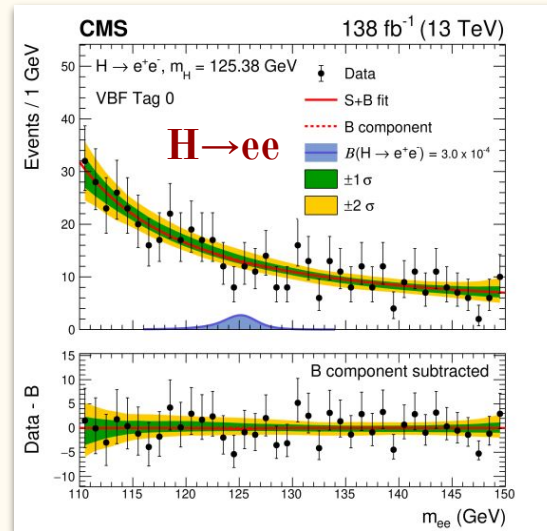 CMS 138 fb⁻¹ (13 TeV)
Events / 1 GeV
50
40
30
20
10
0
H → e⁺e⁻, m_H = 125.38 GeV
VBF Tag 0
H→ee
Data
S+B fit
B component
B(H → e⁺e⁻) = 3.0 x 10⁻⁴
±1 σ
±2 σ
Data - B
15
10
5
0
−5
−10
B component subtracted
110 115 120 125 130 135 140 145 150
m_ee (GeV)